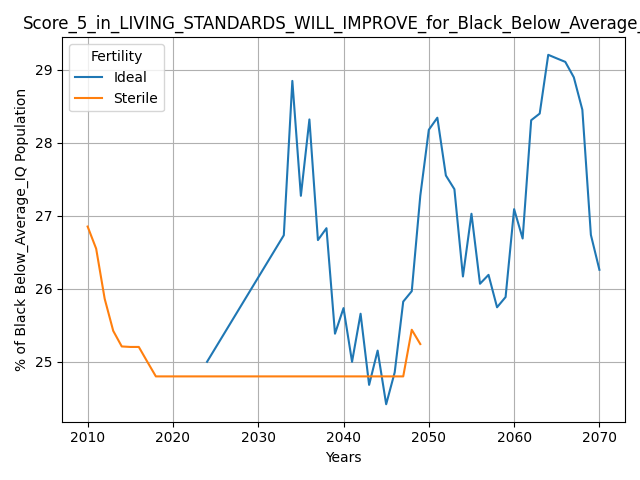 Score_5_in_LIVING_STANDARDS_WILL_IMPROVE_for_Black_Below_Average_
Fertility
Ideal
Sterile
% of Black Below_Average_IQ Population
29
28
27
26
25
2010 2020 2030 2040 2050 2060 2070
Years